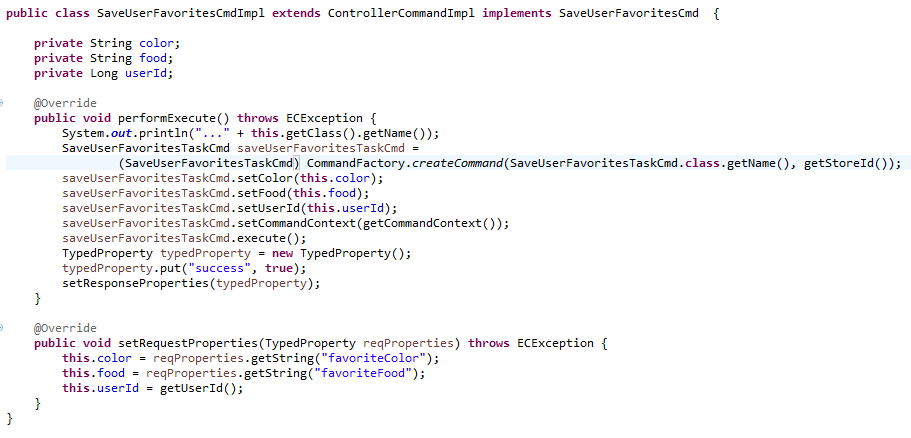 public class SaveUserFavoritesCmdImpl extends ControllerCommandImpl implements SaveUserFavoritesCmd  {
    private String color;
    private String food;
    private Long userId;
    @Override
    public void performExecute() throws ECException {
        System.out.println("..." + this.getClass().getName());
        SaveUserFavoritesTaskCmd saveUserFavoritesTaskCmd =
                (SaveUserFavoritesTaskCmd) CommandFactory.createCommand(SaveUserFavoritesTaskCmd.class.getName(), getStoreId());
        saveUserFavoritesTaskCmd.setColor(this.color);
        saveUserFavoritesTaskCmd.setFood(this.food);
        saveUserFavoritesTaskCmd.setUserId(this.userId);
        saveUserFavoritesTaskCmd.setCommandContext(getCommandContext());
        saveUserFavoritesTaskCmd.execute();
        TypedProperty typedProperty = new TypedProperty();
        typedProperty.put("success", true);
        setResponseProperties(typedProperty);
    }
    @Override
    public void setRequestProperties(TypedProperty reqProperties) throws ECException {
        this.color = reqProperties.getString("favoriteColor");
        this.food = reqProperties.getString("favoriteFood");
        this.userId = getUserId();
    }
}